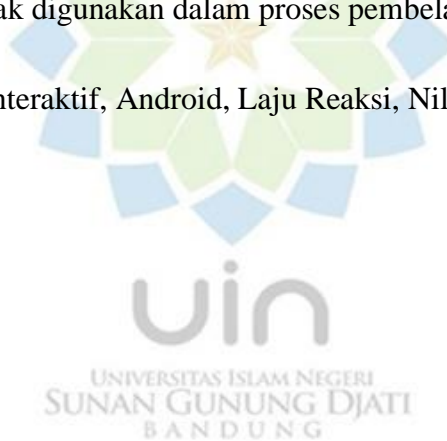 ak digunakan dalam proses pembela
nteraktif, Android, Laju Reaksi, Nil
uin
UNIVERSITAS ISLAM NEGERI
SUNAN GUNUNG DJATI
BANDUNG